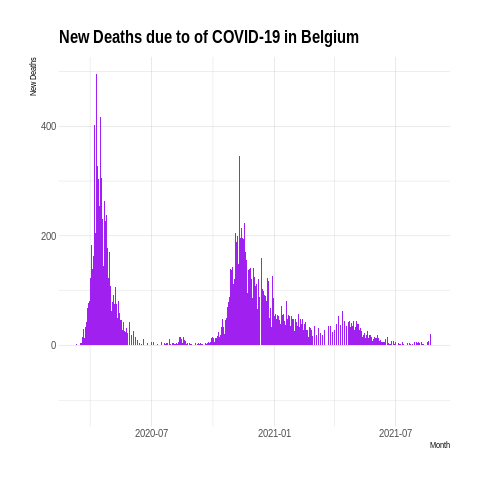 New Deaths due to of COVID-19 in Belgium
New Deaths
400
200
0
2020-07
2021-01
2021-07
Month